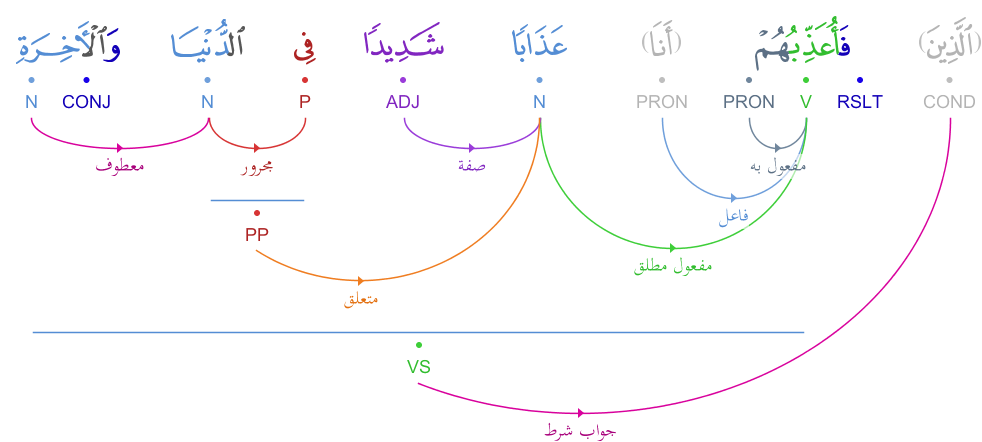 (ٱلَّذِينَ) فَأُعَذِّبُهُمْ (أَنَا) عَذَابًا شَدِيدًا فِى ٱلدُّنْيَا وَٱلْأَخِرَةِ
COND RSLT V PRON PRON N ADJ P N CONJ N
مفعول به صفة مجرور معطوف
فاعل
PP
مفعول مطلق
متعلق
VS
جواب شرط